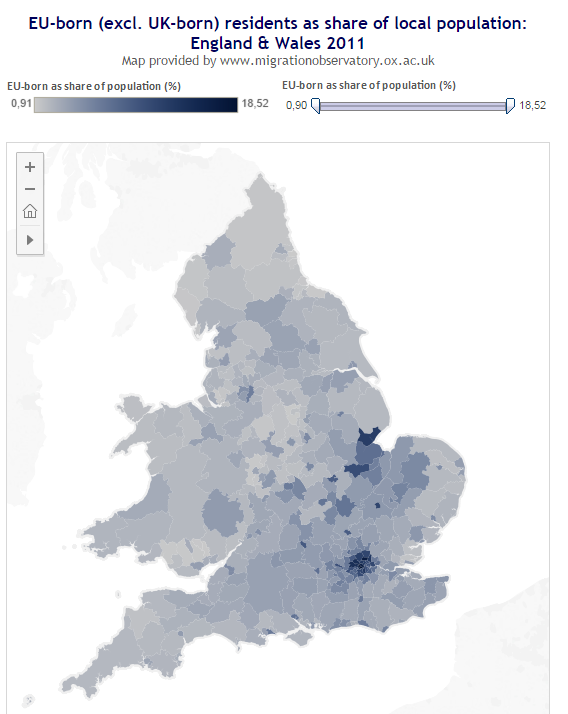 EU-born (excl. UK-born) residents as share of local population:
England & Wales 2011
Map provided by www.migrationobservatory.ox.ac.uk
EU-born as share of population (%)
0,91 18,52
EU-born as share of population (%)
0,90 18,52